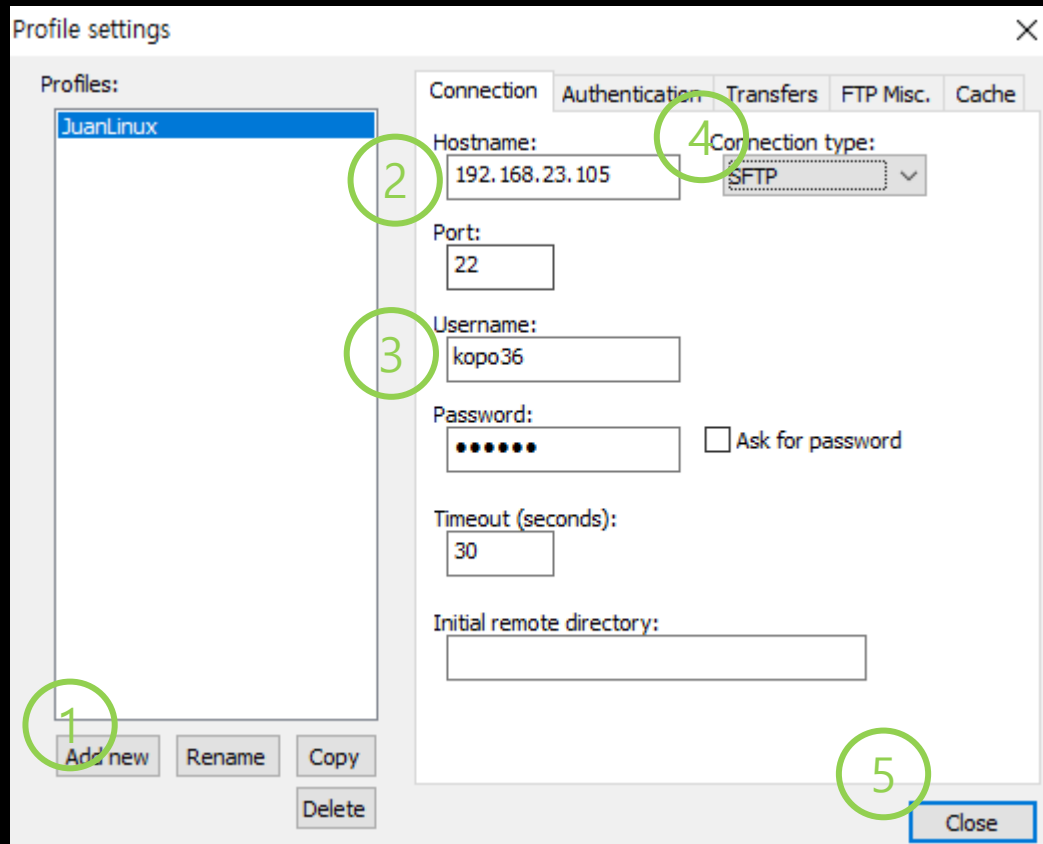 Profile settings
Profiles:
JuanLinux
Connection
Authentication
Transfers
FTP Misc.
Cache
4
Hostname:
Connection type:
2
192.168.23.105
SFTP
Port:
22
3
Username:
kopo36
Password:
••••••
Ask for password
Timeout (seconds):
30
Initial remote directory:
1
Add new
Rename
Copy
Delete
5
Close